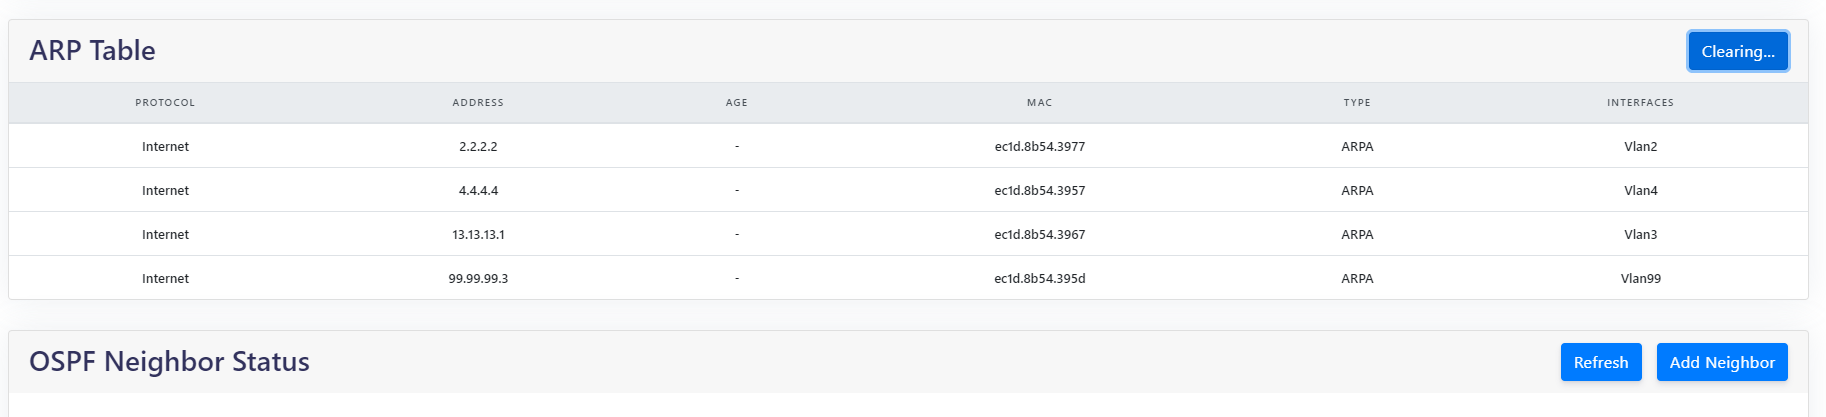 ARP Table
Clearing...
PROTOCOL ADDRESS AGE MAC TYPE INTERFACES
Internet 2.2.2.2 - ec1d.8b54.3977 ARPA Vlan2
Internet 4.4.4.4 - ec1d.8b54.3957 ARPA Vlan4
Internet 13.13.13.1 - ec1d.8b54.3967 ARPA Vlan3
Internet 99.99.99.3 - ec1d.8b54.395d ARPA Vlan99
OSPF Neighbor Status
Refresh Add Neighbor